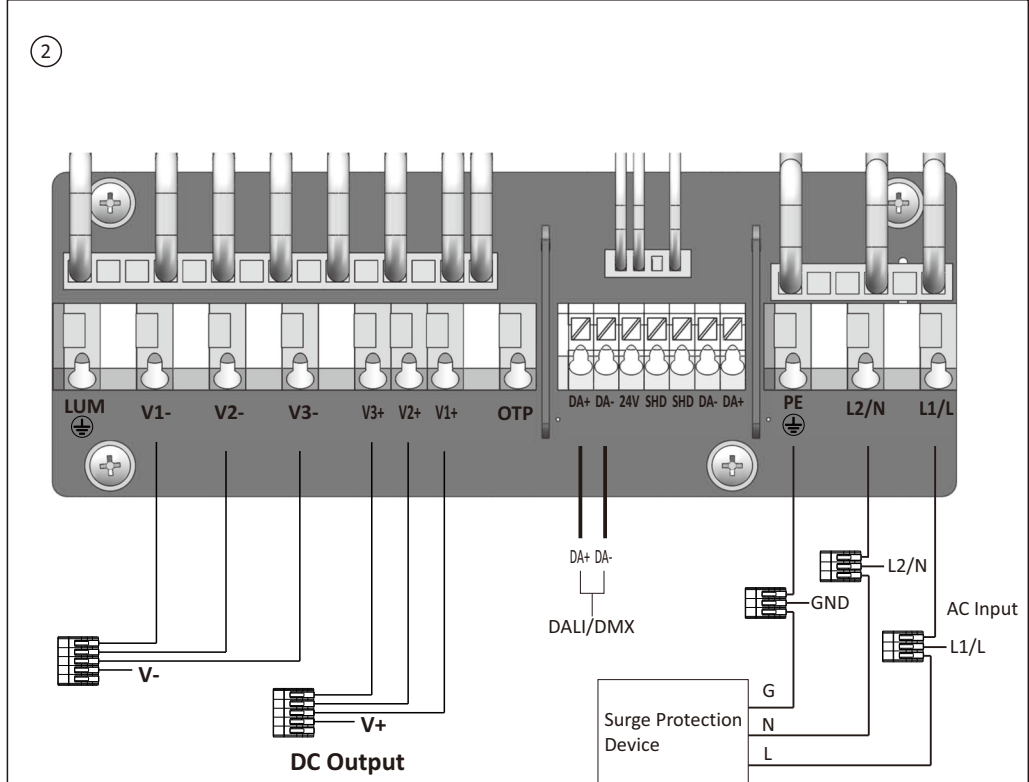 2
LUM V1- V2- V3- V3+ V2+ V1+ OTP
DA+ DA- 24V SHD SHD DA- DA+
PE L2/N L1/L
DA+ DA-
DALI/DMX
L2/N
GND
AC Input
L1/L
V-
V+
DC Output
Surge Protection
Device
G
N
L